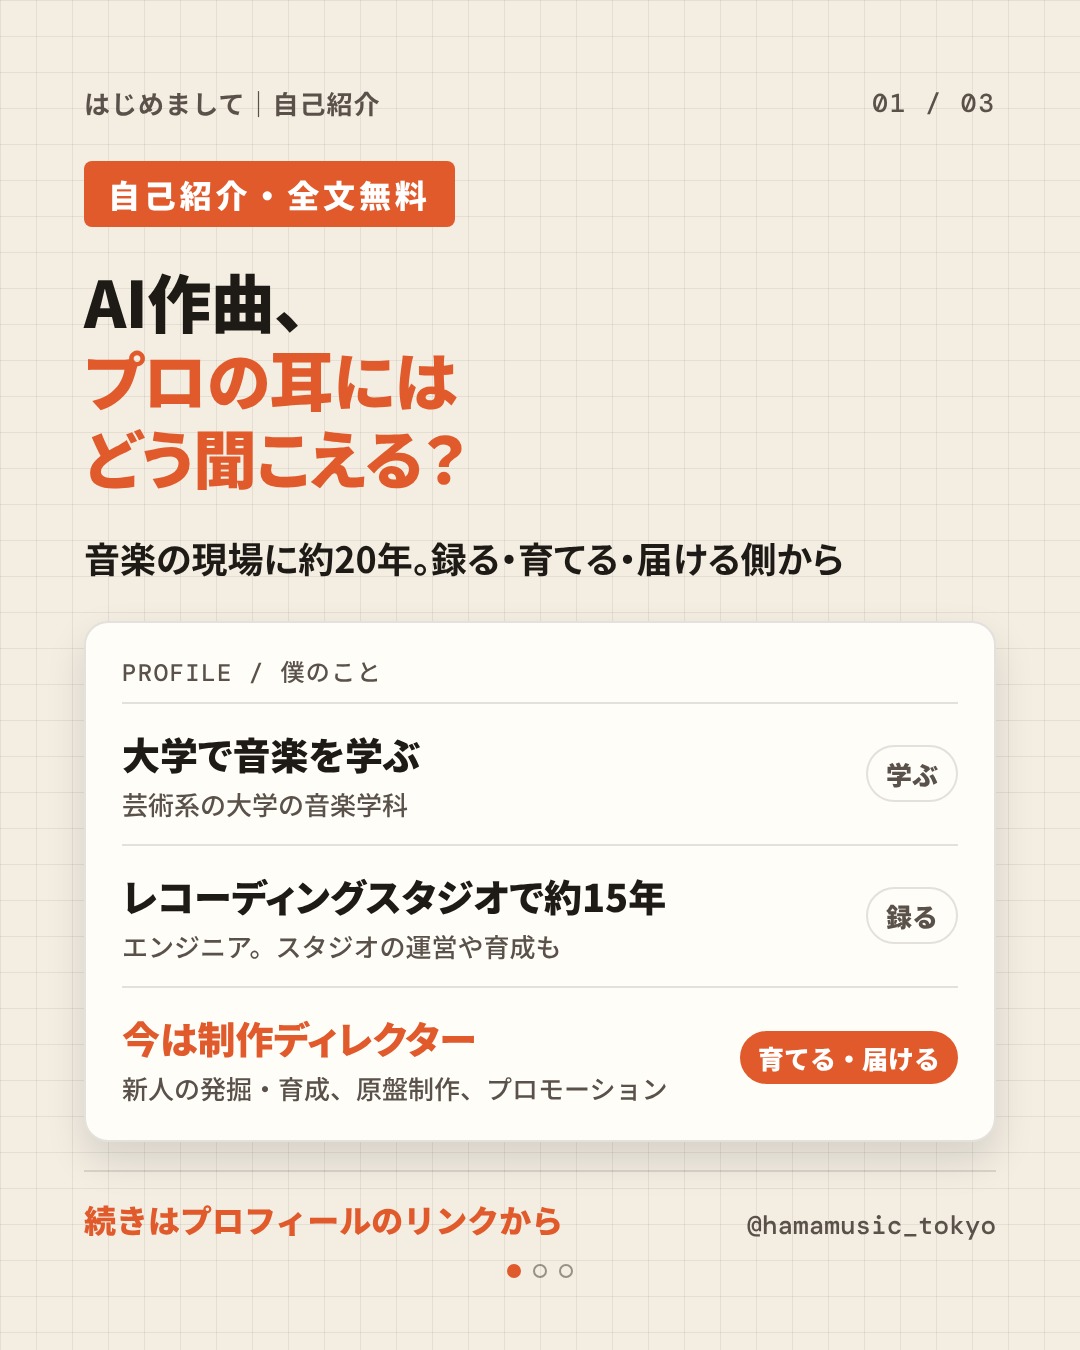 はじめまして｜自己紹介
01 / 03
自己紹介・全文無料
AI作曲、
プロの耳には
どう聞こえる？
音楽の現場に約20年。録る・育てる・届ける側から
PROFILE / 僕のこと
大学で音楽を学ぶ
芸術系の大学の音楽学科
学ぶ
レコーディングスタジオで約15年
エンジニア。スタジオの運営や育成も
録る
今は制作ディレクター
新人の発掘・育成、原盤制作、プロモーション
育てる・届ける
続きはプロフィールのリンクから
@hamamusic_tokyo